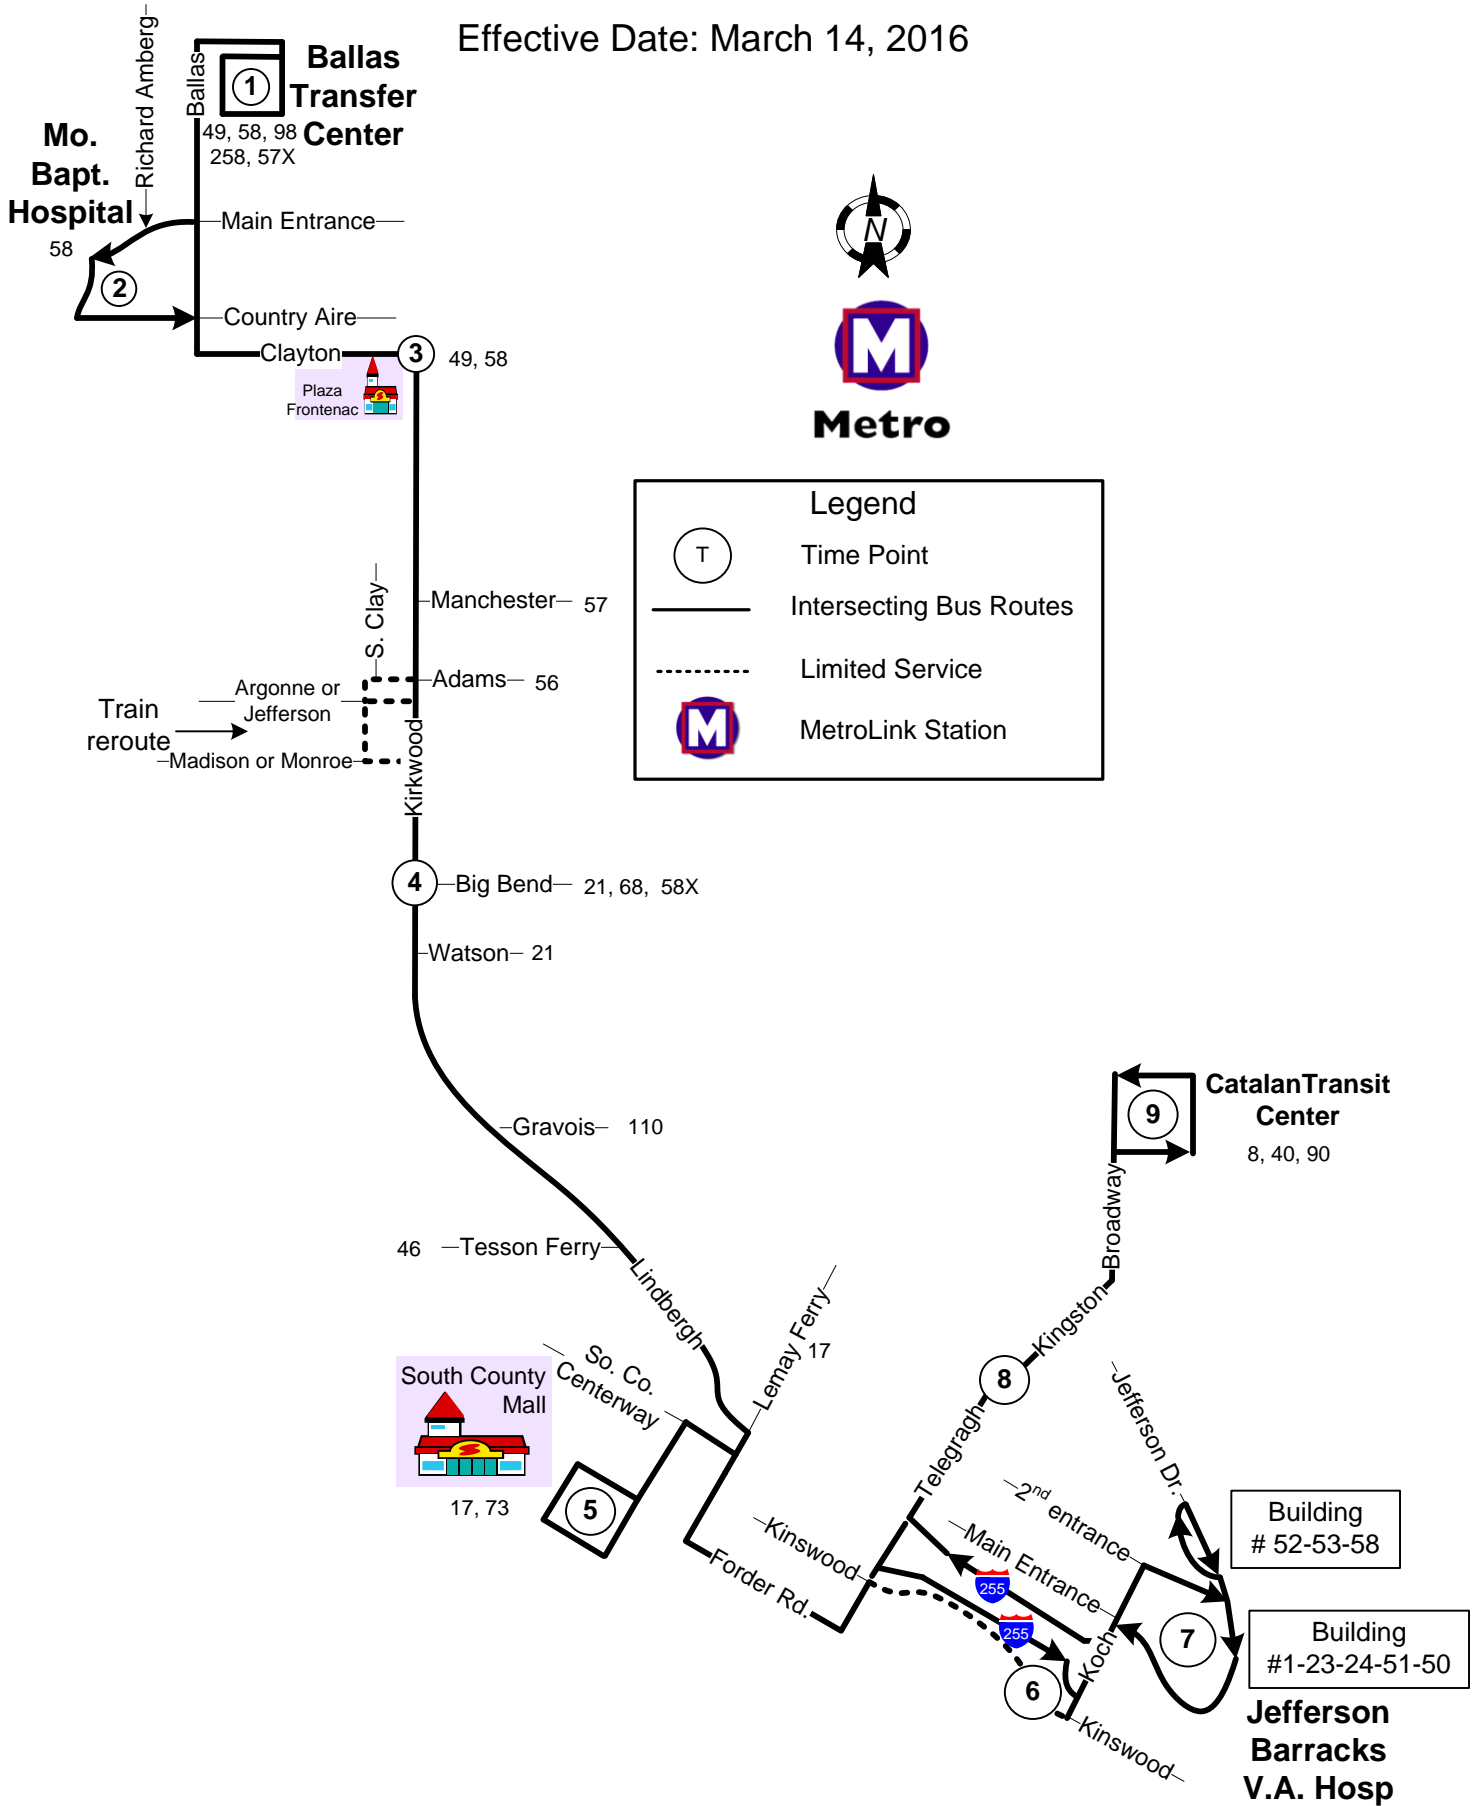 Effective Date: March 14, 2016
Richard Amberg
Ballas
1
Ballas
Transfer
Center
49, 58, 98
258, 57X
Mo.
Bapt.
Hospital
58
Main Entrance
2
Country Aire
Clayton
3
49, 58
Plaza
Frontenac
N
M
Metro
Legend
T
Time Point
Intersecting Bus Routes
Limited Service
M
MetroLink Station
S. Clay
Manchester
57
Adams
56
Argonne or
Jefferson
Train
reroute
Madison or Monroe
Kirkwood
4
Big Bend
21, 68, 58X
Watson
21
Gravois
110
46
Tesson Ferry
Lindbergh
Lemay Ferry
17
So. Co.
Centerway
South County
Mall
17, 73
5
Forder Rd.
Kinswood
Telegragh
8
Kingston
Broadway
9
CatalanTransit
Center
8, 40, 90
Jefferson Dr.
2nd entrance
Main Entrance
255
255
Koch
6
Kinswood
7
Building
# 52-53-58
Building
#1-23-24-51-50
Jefferson
Barracks
V.A. Hosp